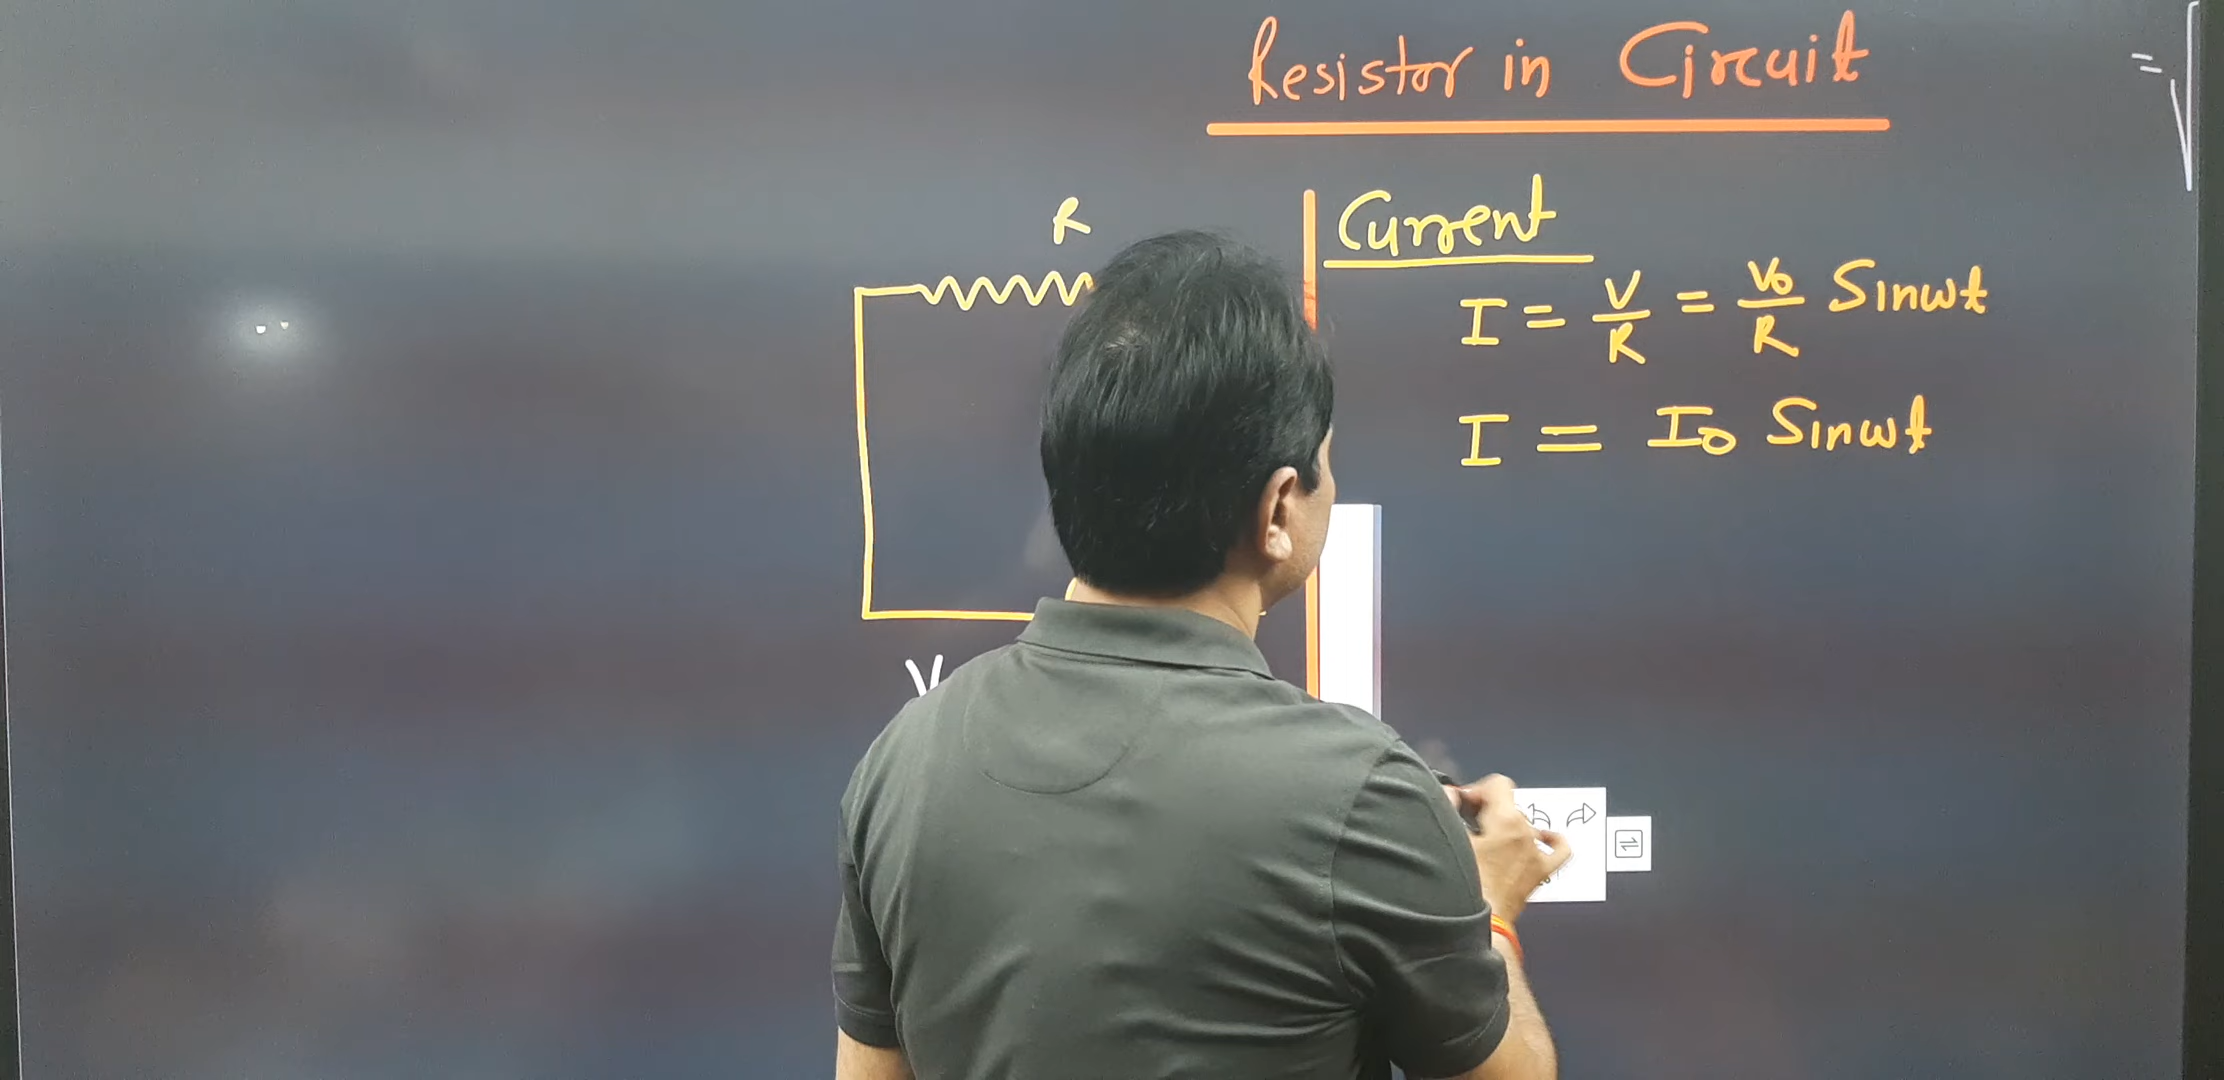 Resistor in Circuit
=√
R
Current
I = V/R = V₀/R Sinωt
I = I₀ Sinωt
V